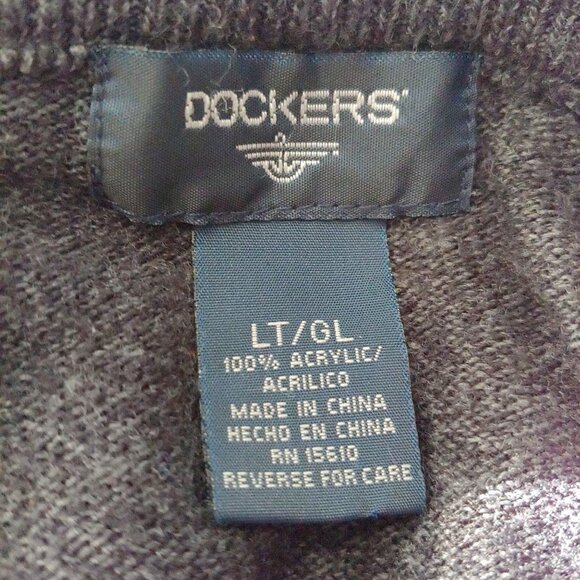 DOCKERS®
LT/GL
100% ACRYLIC/
ACRILICO
MADE IN CHINA
HECHO EN CHINA
RN 15610
REVERSE FOR CARE